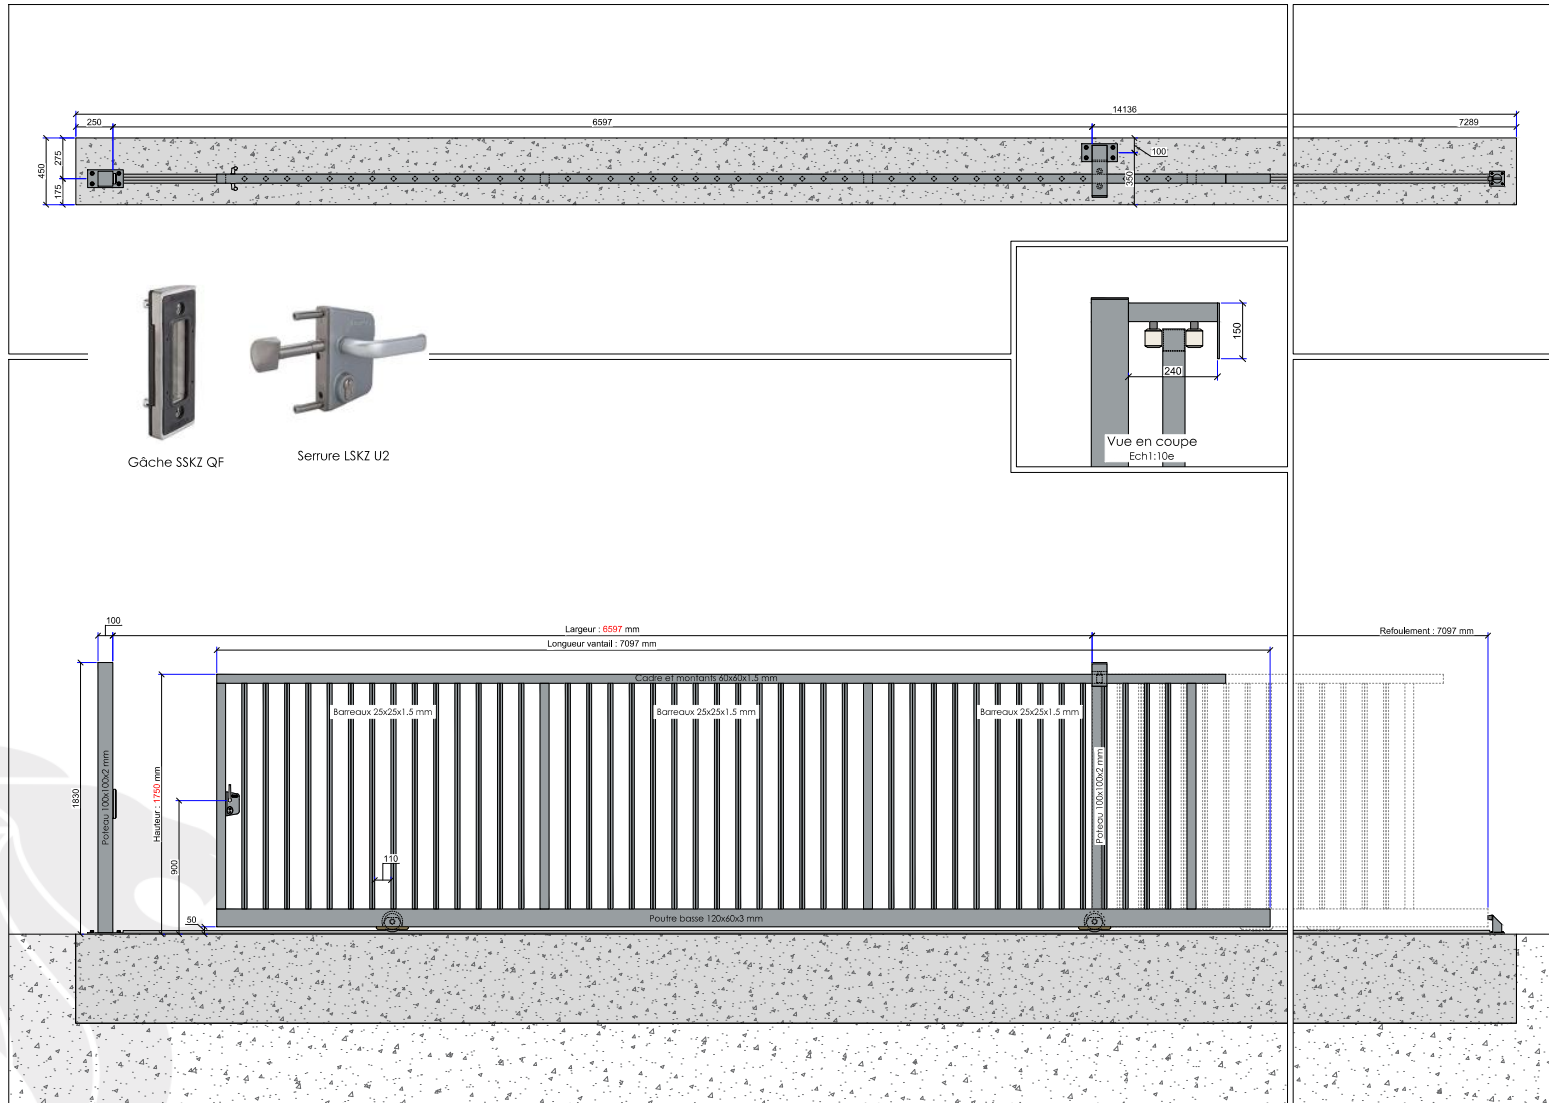 14136
250
6597
7289
450
275
175
100
350
150
240
Vue en coupe
Ech1:10e
Gâche SSKZ QF
Serrure LSKZ U2
100
Largeur : 6597 mm
Refoulement : 7097 mm
Longueur vantail : 7097 mm
Cadre et montants 60x60x1.5 mm
Barreaux 25x25x1.5 mm
Barreaux 25x25x1.5 mm
Barreaux 25x25x1.5 mm
1830
Poteau 100x100x2 mm
Hauteur : 1750 mm
900
Poteau 100x100x2 mm
110
50
Poutre basse 120x60x3 mm